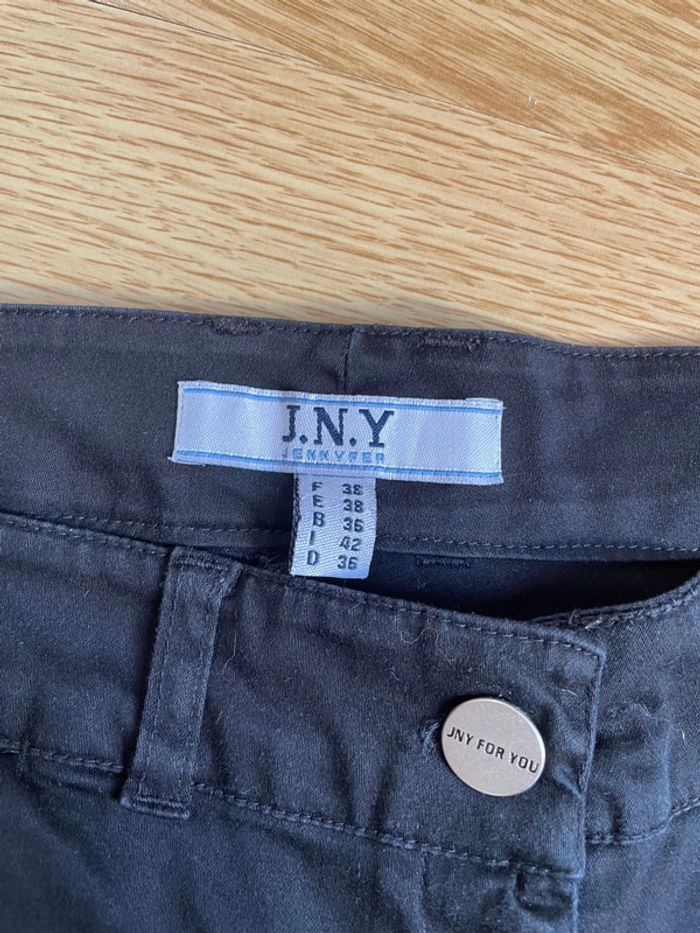 J.N.Y
JENNYFER
F 38
E 38
B 36
I 42
D 36
JNY FOR YOU